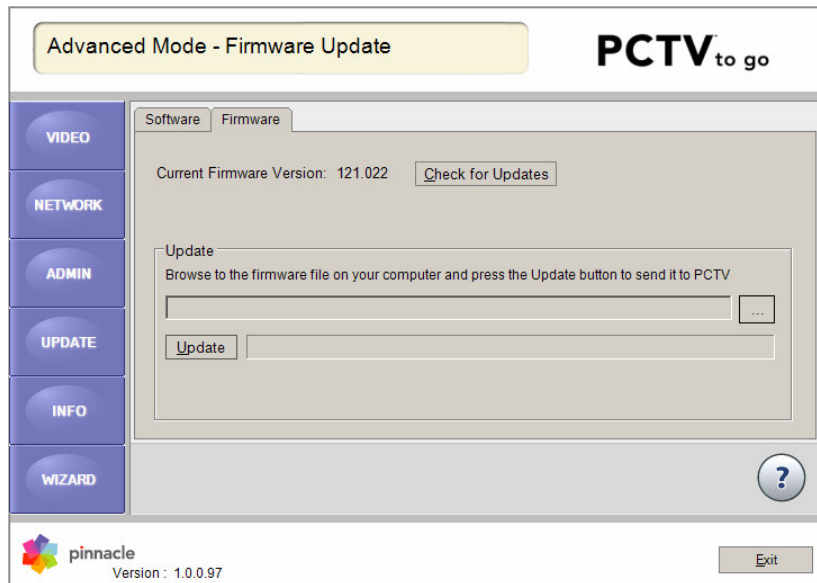 Advanced Mode - Firmware Update
PCTV to go
VIDEO
NETWORK
ADMIN
UPDATE
INFO
WIZARD
Software Firmware
Current Firmware Version: 121.022 Check for Updates
Update
Browse to the firmware file on your computer and press the Update button to send it to PCTV
...
Update
?
pinnacle
Version : 1.0.0.97
Exit